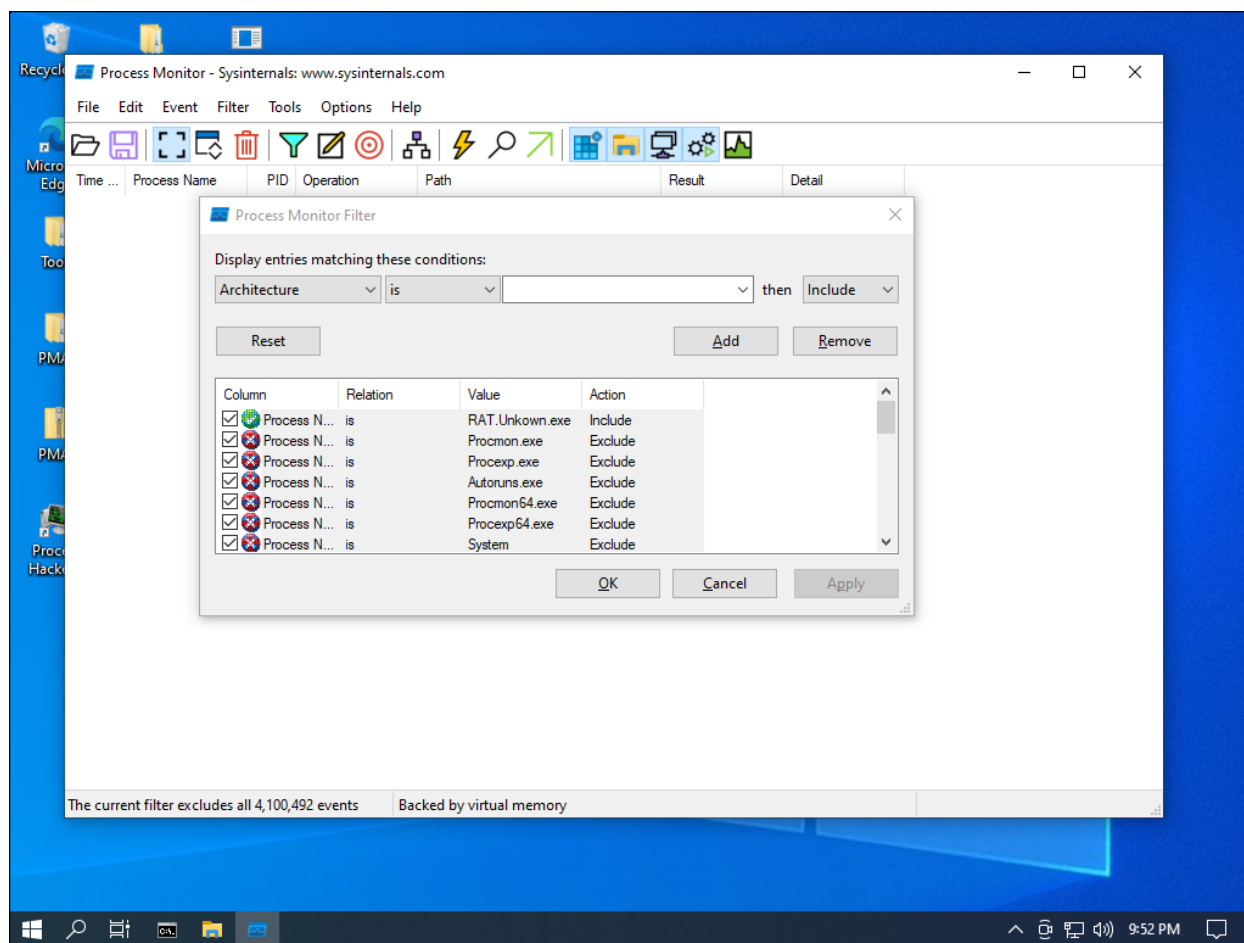 Recycl
Process Monitor - Sysinternals: www.sysinternals.com
File Edit Event Filter Tools Options Help
Micro
Edg
Time ... Process Name PID Operation Path Result Detail
Process Monitor Filter
Too
Display entries matching these conditions:
Architecture is then Include
Reset Add Remove
PMA
Column Relation Value Action
Process N... is RAT.Unkown.exe Include
Process N... is Procmon.exe Exclude
PMA
Process N... is Procexp.exe Exclude
Process N... is Autoruns.exe Exclude
Process N... is Procmon64.exe Exclude
Process N... is Procexp64.exe Exclude
Process N... is System Exclude
Proce
Hacke
OK Cancel Apply
The current filter excludes all 4,100,492 events Backed by virtual memory
9:52 PM